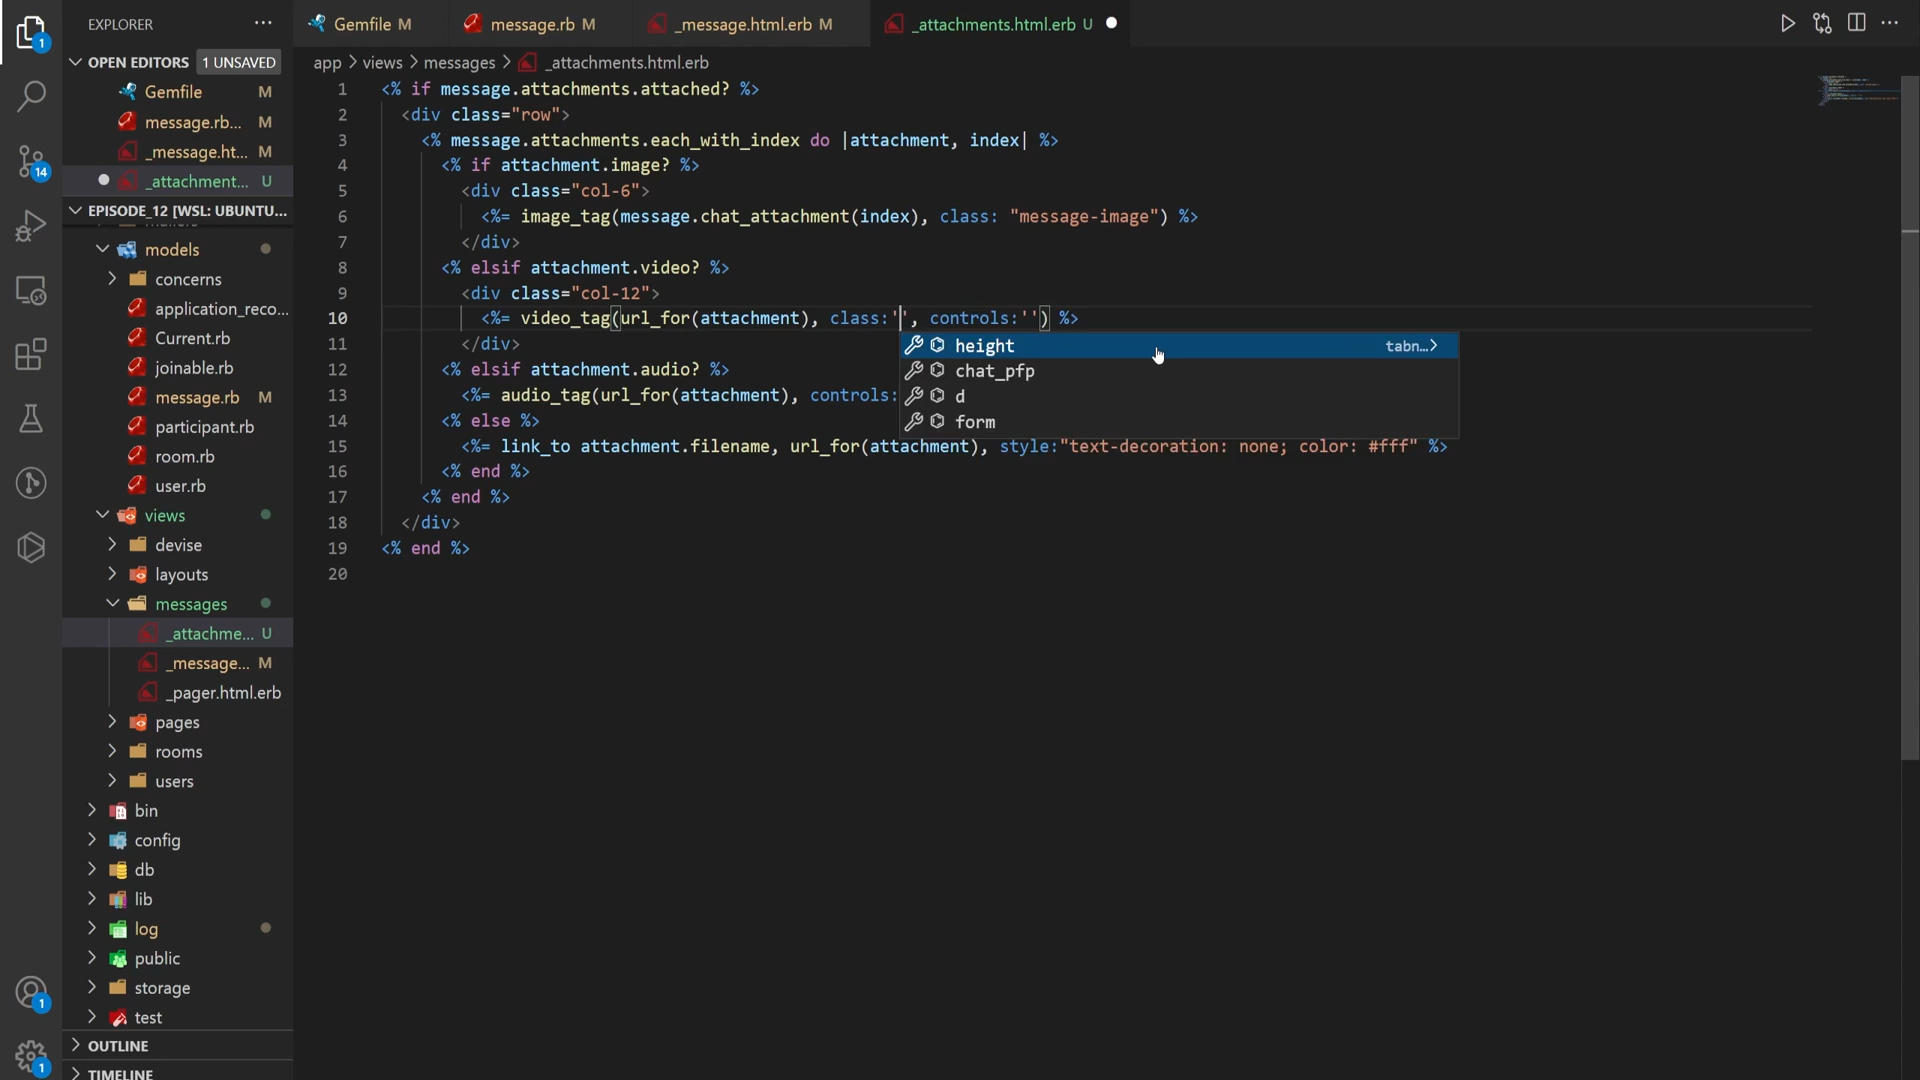 EXPLORER
Gemfile M
message.rb M
_message.html.erb M
_attachments.html.erb U
OPEN EDITORS 1 UNSAVED
Gemfile M
message.rb... M
_message.ht... M
_attachment... U
EPISODE_12 [WSL: UBUNTU...
models
concerns
application_reco...
Current.rb
joinable.rb
message.rb M
participant.rb
room.rb
user.rb
views
devise
layouts
messages
_attachme... U
_message... M
_pager.html.erb
pages
rooms
users
bin
config
db
lib
log
public
storage
test
OUTLINE
TIMELINE
1
14
1
1
app > views > messages > _attachments.html.erb
1 <% if message.attachments.attached? %>
2 <div class="row">
3 <% message.attachments.each_with_index do |attachment, index| %>
4 <% if attachment.image? %>
5 <div class="col-6">
6 <%= image_tag(message.chat_attachment(index), class: "message-image") %>
7 </div>
8 <% elsif attachment.video? %>
9 <div class="col-12">
10 <%= video_tag(url_for(attachment), class:'', controls:'') %>
11 </div>
12 <% elsif attachment.audio? %>
13 <%= audio_tag(url_for(attachment), controls:
14 <% else %>
15 <%= link_to attachment.filename, url_for(attachment), style:"text-decoration: none; color: #fff" %>
16 <% end %>
17 <% end %>
18 </div>
19 <% end %>
20
height tabn...>
chat_pfp
d
form